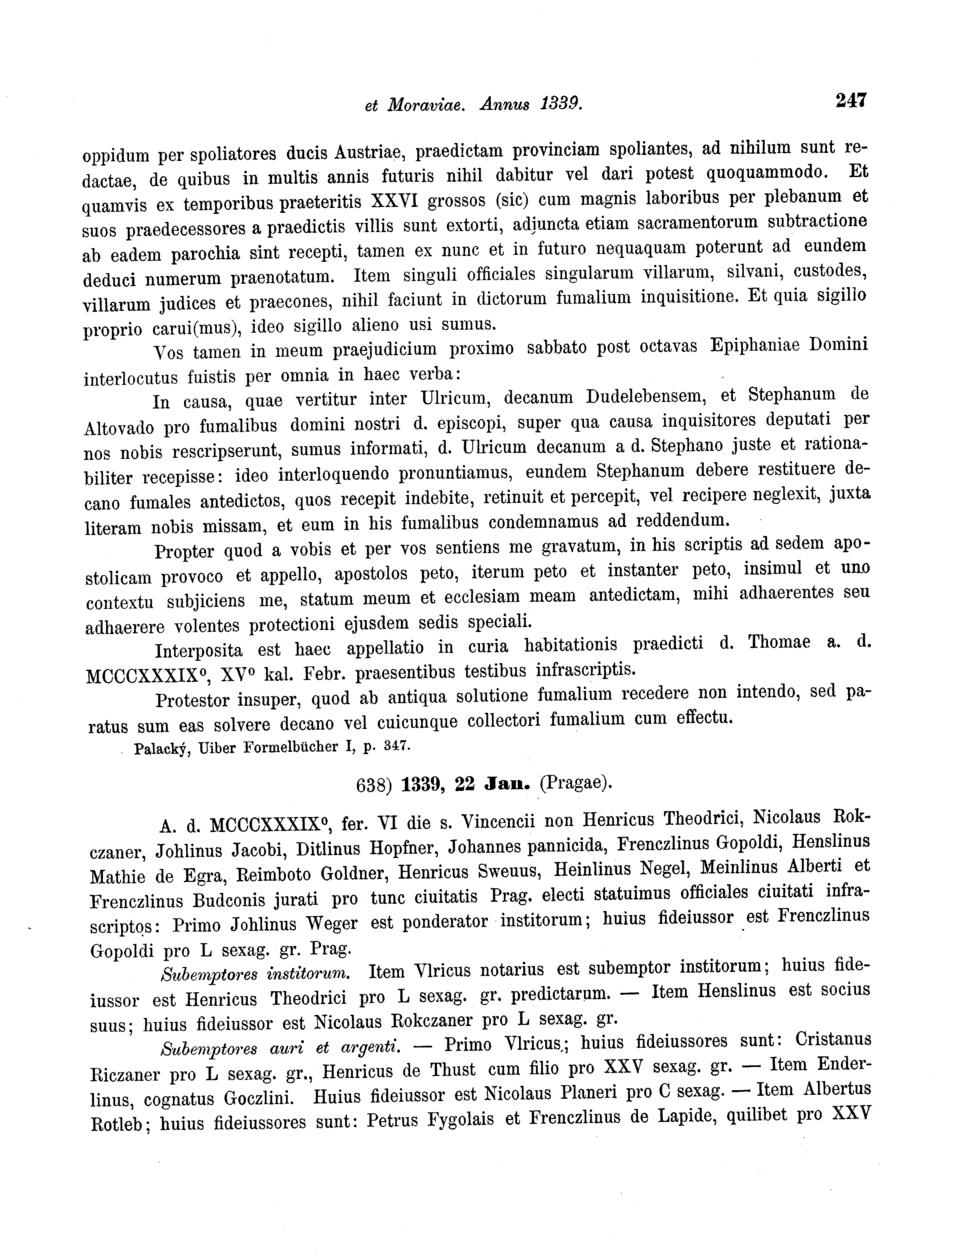 et Moraviae. Annus 1339. 247
oppidum per spoliatores ducis Austriae, praedictam provinciam spoliantes, ad nihilum sunt re-
dactae, de quibus in multis annis futuris nihil dabitur vel dari potest quoquammodo. Et
quamvis ex temporibus praeteritis XXVI grossos (sic) cum magnis laboribus per plebanum et
suos praedecessores a praedictis villis sunt extorti, adjuncta etiam sacramentorum subtractione
ab eadem parochia sint recepti, tamen ex nunc et in futuro nequaquam poterunt ad eundem
deduci numerum praenotatum. Item singuli officiales singularum villarum, silvani, custodes,
villarum judices et praecones, nihil faciunt in dictorum fumalium inquisitione. Et quia sigillo
proprio carui(mus), ideo sigillo alieno usi sumus.
Vos tamen in meum praejudicium proximo sabbato post octavas Epiphaniae Domini
interlocutus fuistis per omnia in haec verba:
In causa, quae vertitur inter Ulricum, decanum Dudelebensem, et Stephanum de
Altovado pro fumalibus domini nostri d. episcopi, super qua causa inquisitores deputati per
nos nobis rescripserunt, sumus informati, d. Ulricum decanum a d. Stephano juste et rationa-
biliter recepisse: ideo interloquendo pronuntiamus, eundem Stephanum debere restituere de-
cano fumales antedictos, quos recepit indebite, retinuit et percepit, vel recipere neglexit, juxta
literam nobis missam, et eum in his fumalibus condemnamus ad reddendum.
Propter quod a vobis et per vos sentiens me gravatum, in his scriptis ad sedem apo-
stolicam provoco et appello, apostolos peto, iterum peto et instanter peto, insimul et uno
contextu subjiciens me, statum meum et ecclesiam meam antedictam, mihi adhaerentes seu
adhaerere volentes protectioni ejusdem sedis speciali.
Interposita est haec appellatio in curia habitationis praedicti d. Thomae a. d.
MCCCXXXIX⁰, XV⁰ kal. Febr. praesentibus testibus infrascriptis.
Protestor insuper, quod ab antiqua solutione fumalium recedere non intendo, sed pa-
ratus sum eas solvere decano vel cuicunque collectori fumalium cum effectu.
Palacký, Uiber Formelbücher I, p. 347.
638) 1339, 22 Jan. (Pragae).
A. d. MCCCXXXIX⁰, fer. VI die s. Vincencii non Henricus Theodrici, Nicolaus Rok-
czaner, Johlinus Jacobi, Ditlinus Hopfner, Johannes pannicida, Frenczlinus Gopoldi, Henslinus
Mathie de Egra, Reimboto Goldner, Henricus Sweuus, Heinlinus Negel, Meinlinus Alberti et
Frenczlinus Budconis jurati pro tunc ciuitatis Prag. electi statuimus officiales ciuitati infra-
scriptos: Primo Johlinus Weger est ponderator institorum; huius fideiussor est Frenczlinus
Gopoldi pro L sexag. gr. Prag.
Subemptores institorum. Item Vlricus notarius est subemptor institorum; huius fide-
iussor est Henricus Theodrici pro L sexag. gr. predictarum. — Item Henslinus est socius
suus; huius fideiussor est Nicolaus Rokczaner pro L sexag. gr.
Subemptores auri et argenti. — Primo Vlricus; huius fideiussores sunt: Cristanus
Riczaner pro L sexag. gr., Henricus de Thust cum filio pro XXV sexag. gr. — Item Ender-
linus, cognatus Goczlini. Huius fideiussor est Nicolaus Planeri pro C sexag. — Item Albertus
Rotleb; huius fideiussores sunt: Petrus Fygolais et Frenczlinus de Lapide, quilibet pro XXV